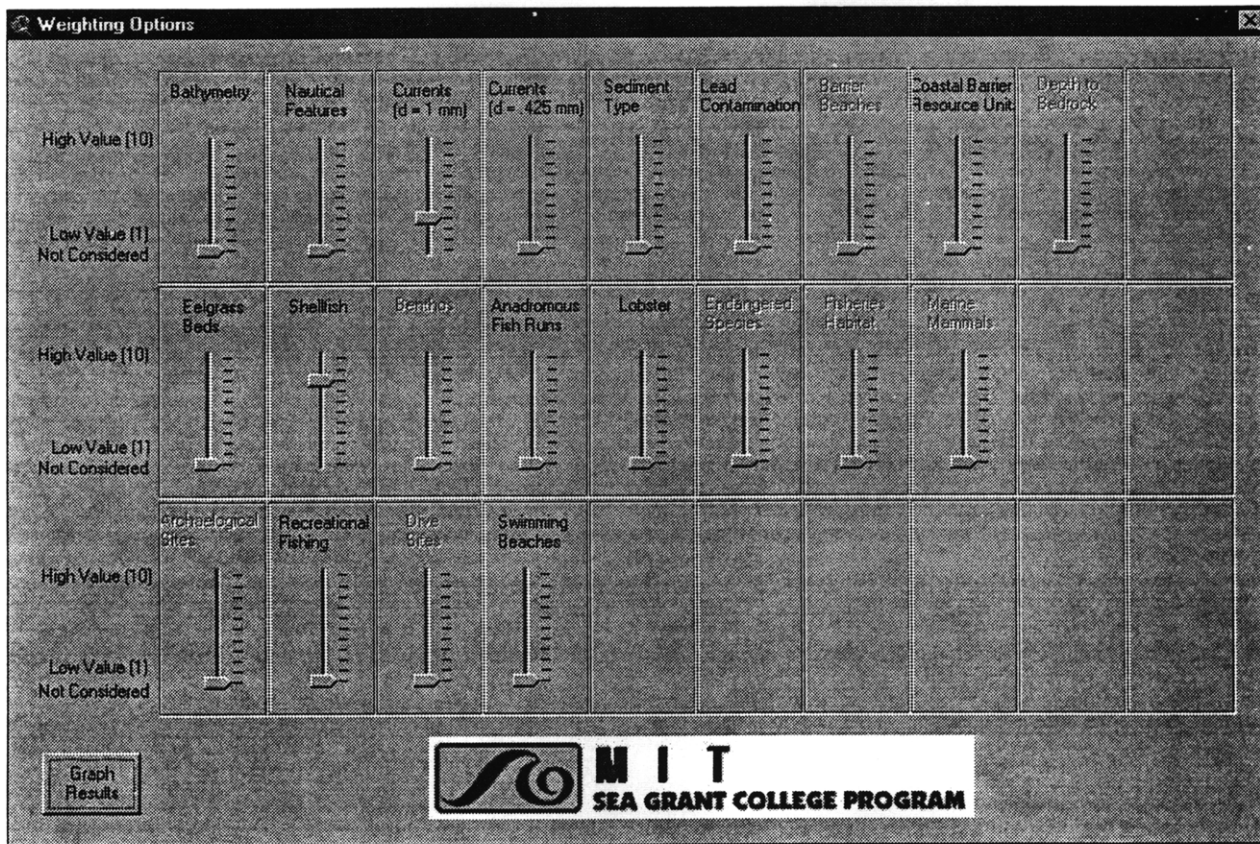 Weighting Options
Bathymetry
Nautical
Features
Currents
(d = 1 mm)
Currents
(d = .425 mm)
Sediment
Type
Lead
Contamination
Barrier
Beaches
Coastal Barrier
Resource Unit
Depth to
Bedrock
High Value (10)
Low Value (1)
Not Considered
Eelgrass
Beds
Shellfish
Benthos
Anadromous
Fish Runs
Lobster
Endangered
Species
Fisheries
Habitat
Marine
Mammals
High Value (10)
Low Value (1)
Not Considered
Archaelogical
Sites
Recreational
Fishing
Dive
Sites
Swimming
Beaches
High Value (10)
Low Value (1)
Not Considered
Graph
Results
MIT
SEA GRANT COLLEGE PROGRAM